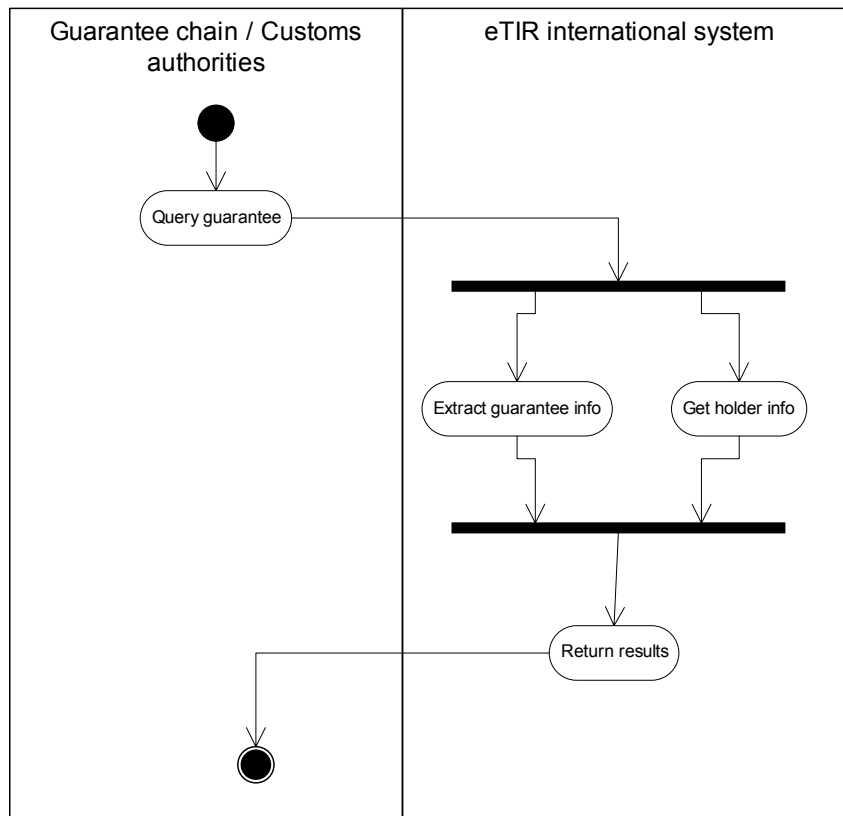 Guarantee chain / Customs
authorities
eTIR international system
Query guarantee
Extract guarantee info
Get holder info
Return results